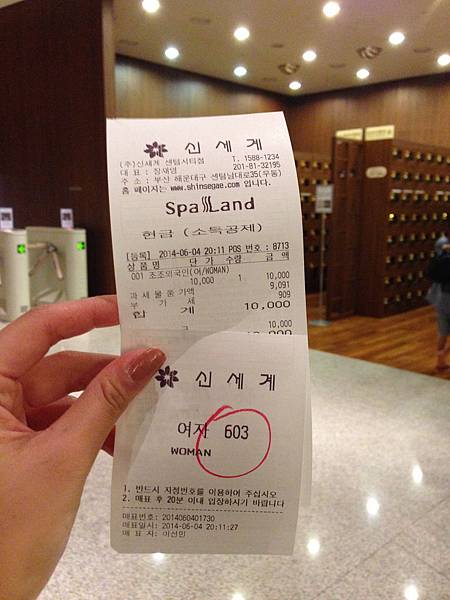 신세계
(주)신세계 센텀시티점 T. 1588-1234
대 표 : 장재영 201-81-32195
주 소 : 부산 해운대구 센텀남대로35(우동)
홈 페이지는 www.shinsegae.com 입니다.
Spa Land
현금 (소득공제)
[등록] 2014-06-04 20:11 POS 번호 : 8713
상 품 명 단 가 수량 금 액
001 조조외국인(여/WOMAN)
10,000 1 10,000
과세물품가액 9,091
부 가 세 909
합 계 10,000
10,000
신세계
여자 603
WOMAN
1. 반드시 지정번호를 이용하여 주십시오
2. 매표 후 20분 이내 입장하시기 바랍니다
매표번호: 2014060401730
매표일시: 2014-06-04 20:11:27
매 표 자: 이선민